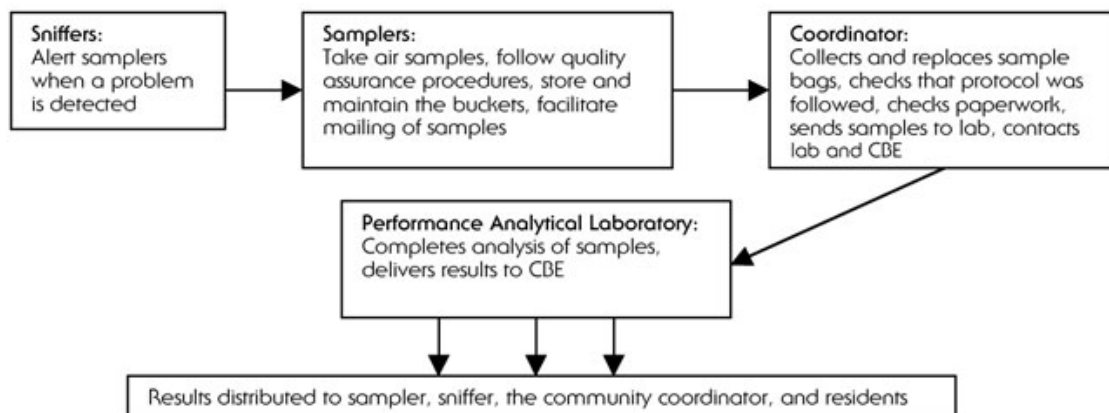 Sniffers:
Alert samplers
when a problem
is detected
Samplers:
Take air samples, follow quality
assurance procedures, store and
maintain the buckets, facilitate
mailing of samples
Coordinator:
Collects and replaces sample
bags, checks that protocol was
followed, checks paperwork,
sends samples to lab, contacts
lab and CBE
Performance Analytical Laboratory:
Completes analysis of samples,
delivers results to CBE
Results distributed to sampler, sniffer, the community coordinator, and residents